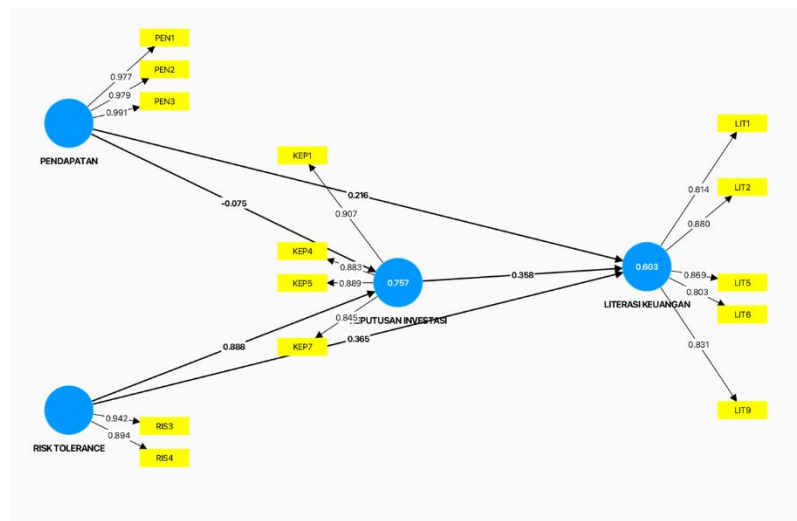 PEN1
0.977
PEN2
0.979
PEN3
0.991
PENDAPATAN
KEP1
0.907
0.216
-0.075
KEP4
0.883
KEP5
0.889
0.757
0.358
KEP7
0.845
PUTUSAN INVESTASI
0.888
0.365
LIT1
0.814
LIT2
0.880
0.603
0.869
LIT5
0.803
LIT6
LITERASI KEUANGAN
0.831
LIT9
0.942
RIS3
0.894
RIS4
RISK TOLERANCE